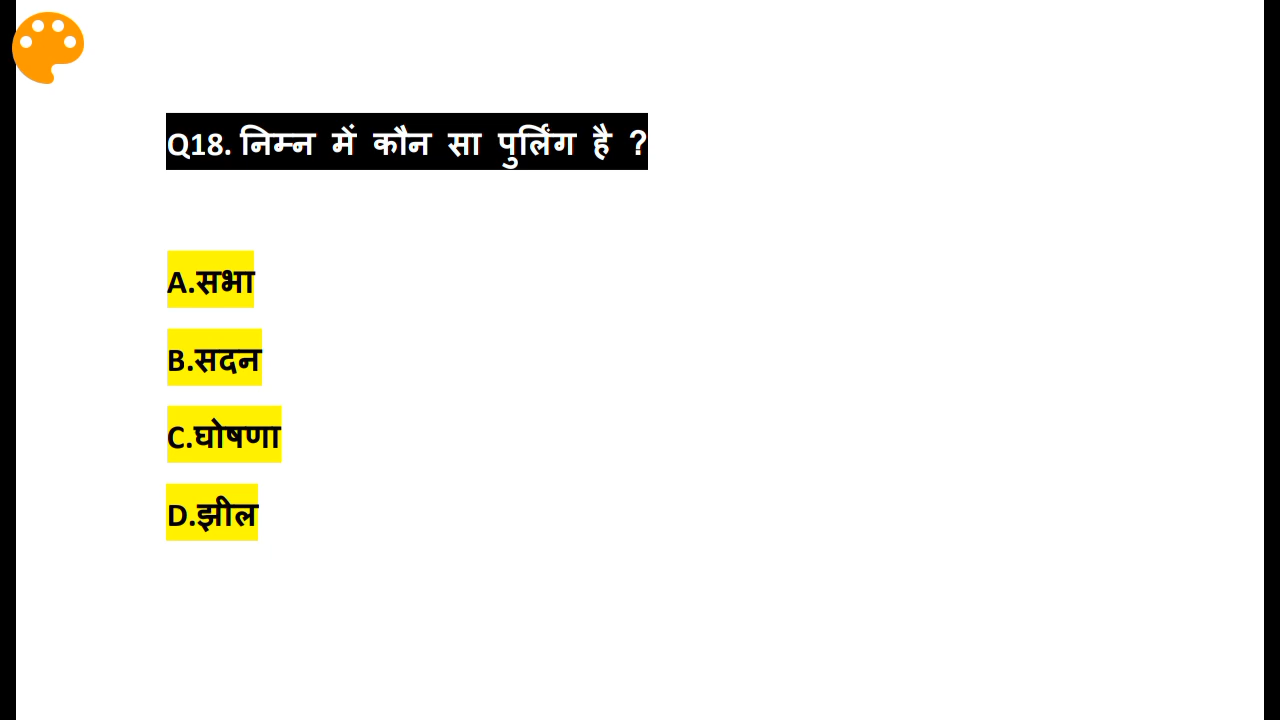 Q18. निम्न में कौन सा पुर्लिंग है ?
A.सभा
B.सदन
C.घोषणा
D.झील